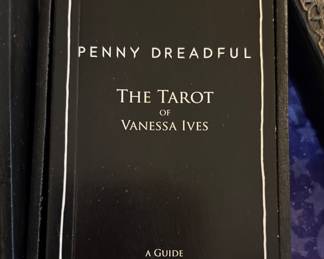 PENNY DREADFUL
THE TAROT
OF
VANESSA IVES
A GUIDE